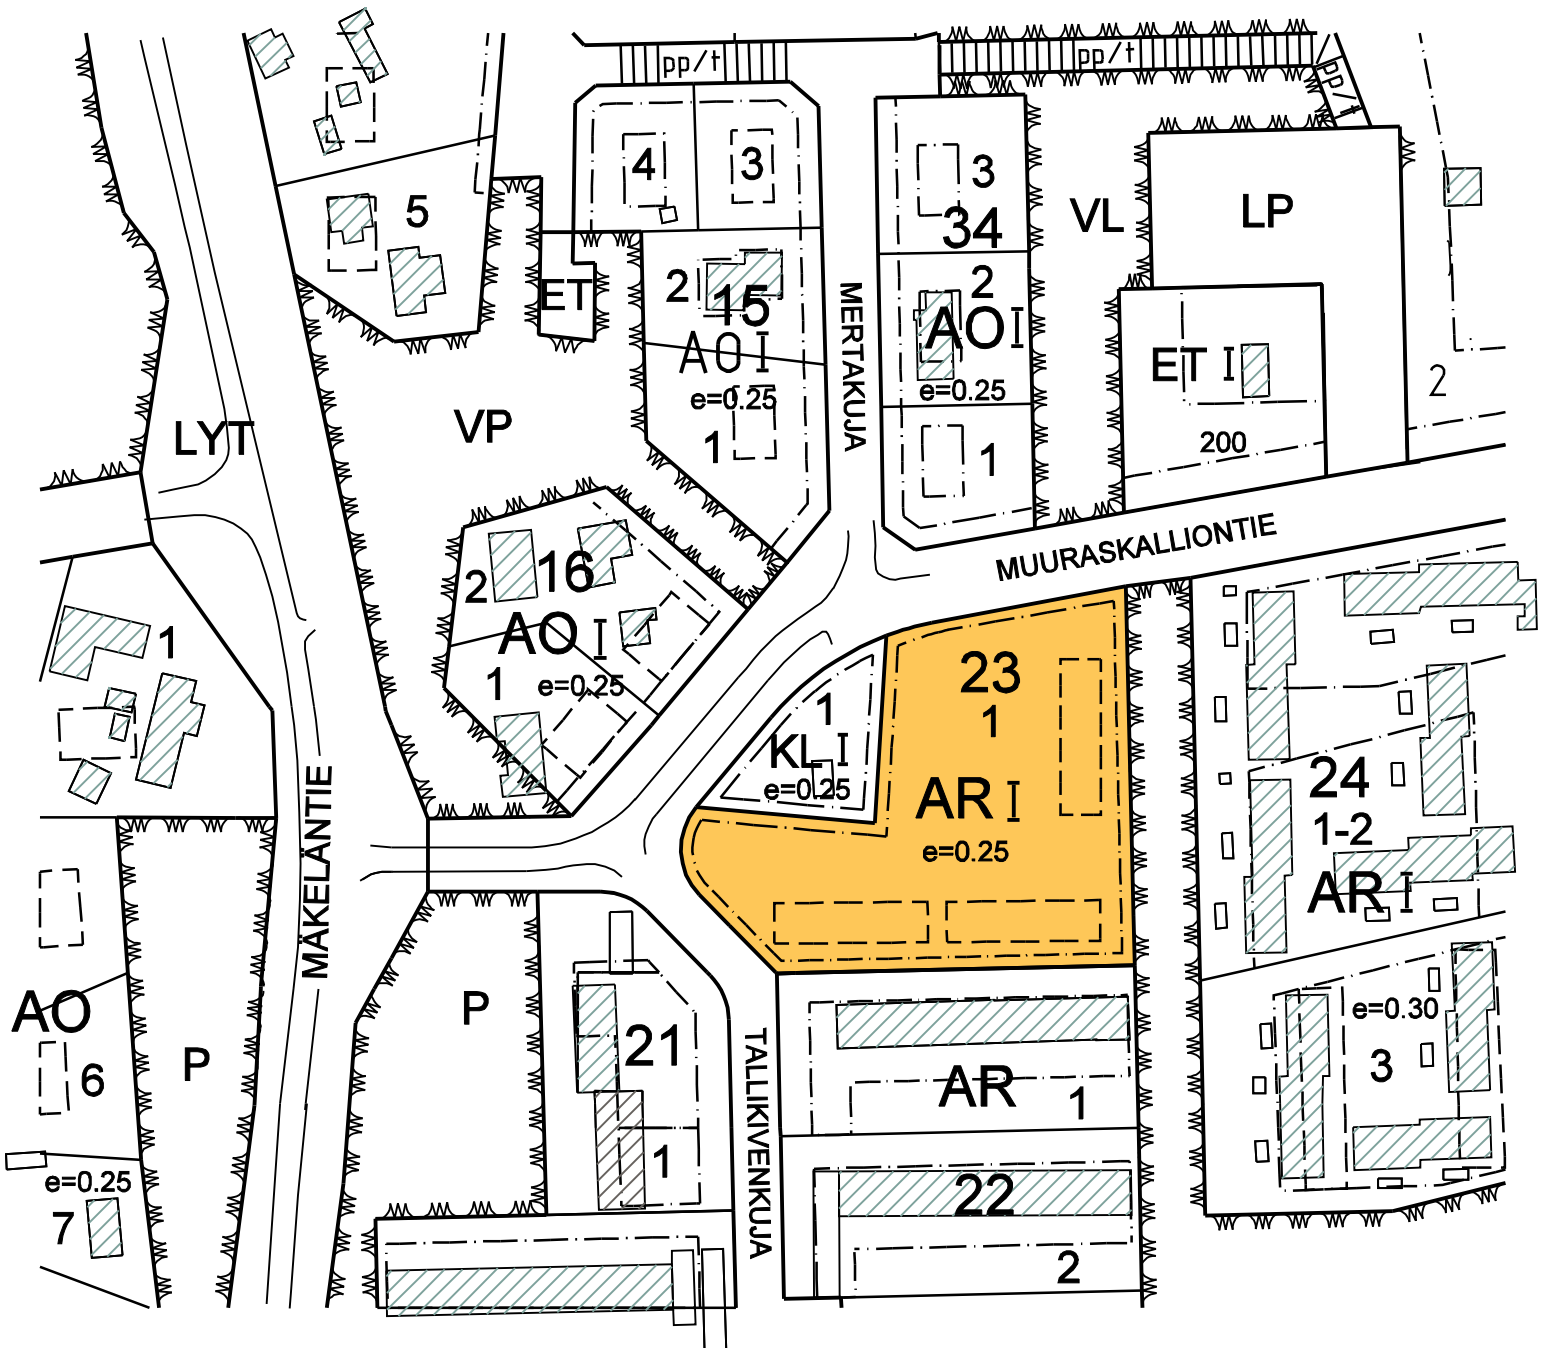 pp/t
pp/t
pp/t
4
3
3
5
34
VL
LP
ET
2
15
AO I
e=0.25
1
MERTAKUJA
2
AO I
e=0.25
1
ET I
200
2
LYT
VP
MUURASKALLIONTIE
2
16
AO I
1
e=0.25
1
23
1
1
KL I
e=0.25
AR I
e=0.25
24
1-2
AR I
MÄKELÄNTIE
AO
6
P
P
21
1
TALLIKIVENKUJA
AR
1
e=0.30
3
e=0.25
7
22
2